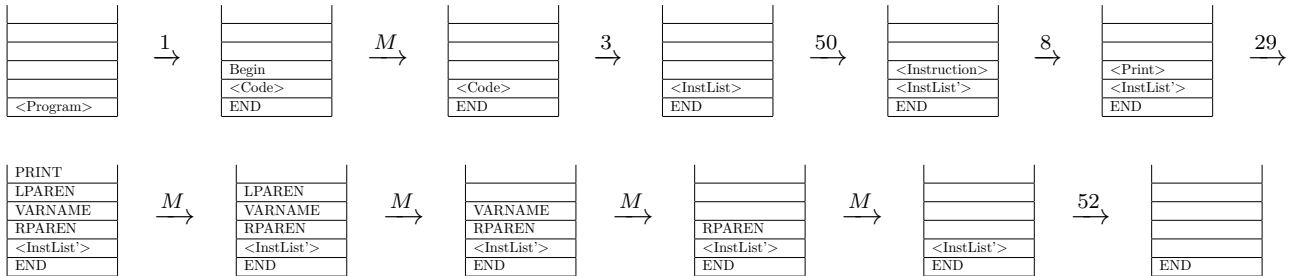 <Program>
1
Begin
<Code>
END
M
<Code>
END
3
<InstList>
END
50
<Instruction>
<InstList'>
END
8
<Print>
<InstList'>
END
29
PRINT
LPAREN
VARNAME
RPAREN
<InstList'>
END
M
LPAREN
VARNAME
RPAREN
<InstList'>
END
M
VARNAME
RPAREN
<InstList'>
END
M
RPAREN
<InstList'>
END
M
<InstList'>
END
52
END